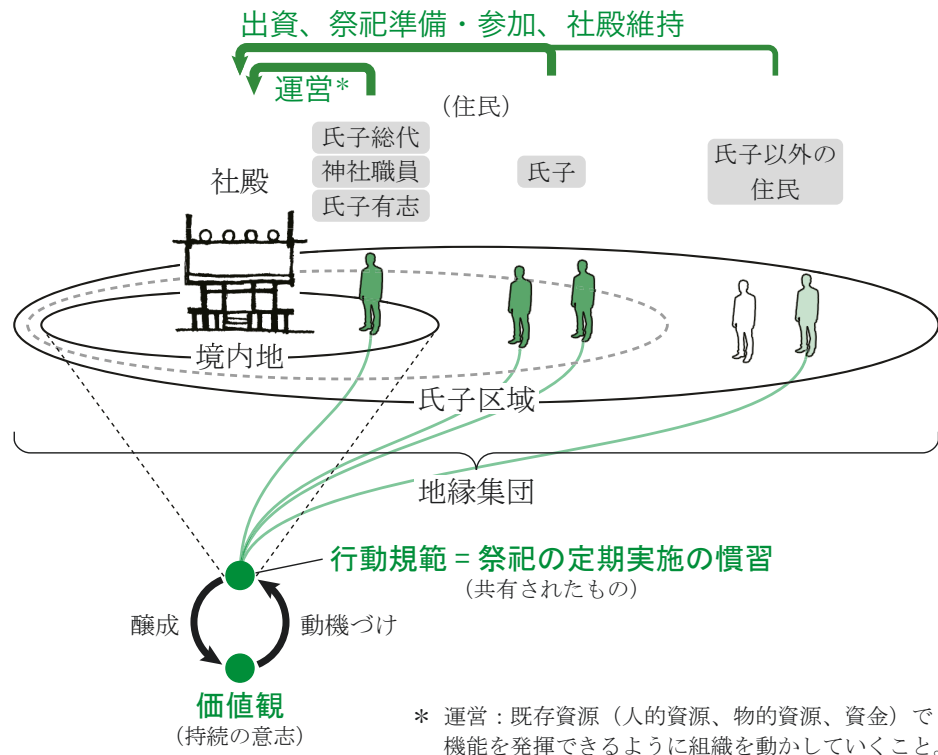 出資、祭祀準備・参加、社殿維持
運営*
(住民)
氏子総代
神社職員
氏子有志
氏子
氏子以外の
住民
社殿
境内地
氏子区域
地縁集団
行動規範 = 祭祀の定期実施の慣習
(共有されたもの)
醸成
動機づけ
価値観
(持続の意志)
* 運営:既存資源(人的資源、物的資源、資金)で
機能を発揮できるように組織を動かしていくこと。